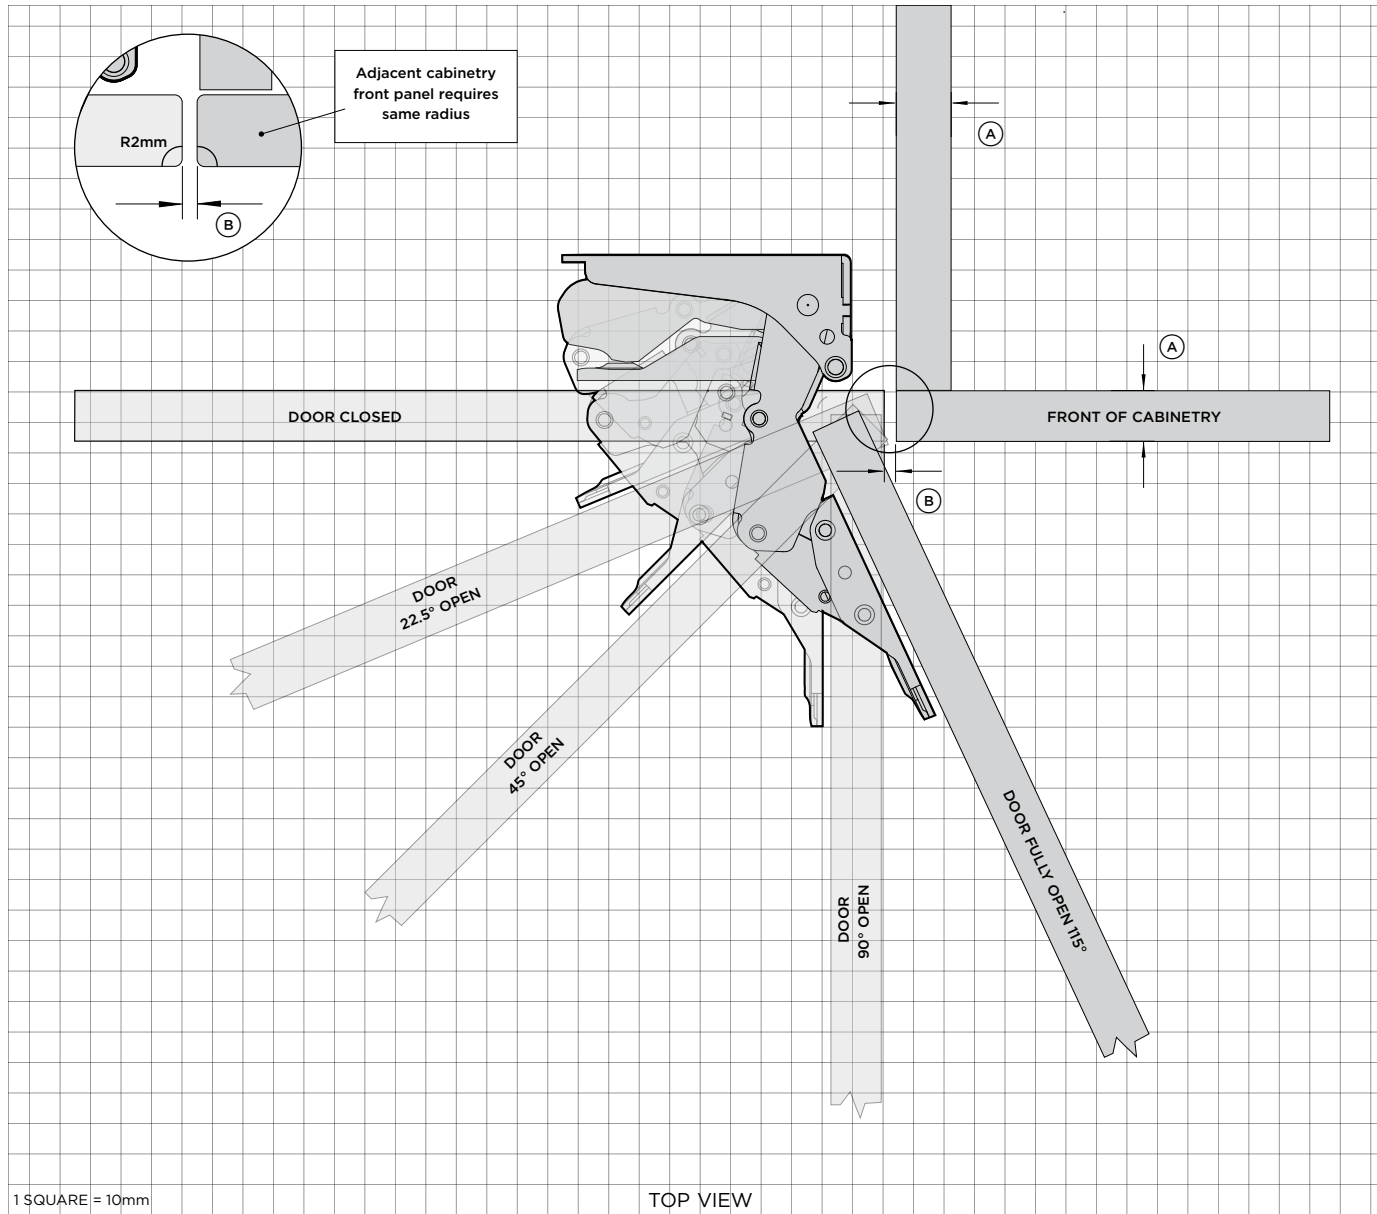 Adjacent cabinetry
front panel requires
same radius
R2mm
B
A
A
DOOR CLOSED
FRONT OF CABINETRY
B
DOOR
22.5° OPEN
DOOR
45° OPEN
DOOR
90° OPEN
DOOR FULLY OPEN 115°
1 SQUARE = 10mm
TOP VIEW